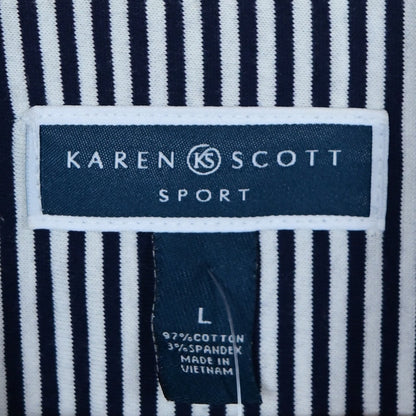 KAREN KS SCOTT
SPORT
L
97%COTTON
3%SPANDEX
MADE IN
VIETNAM